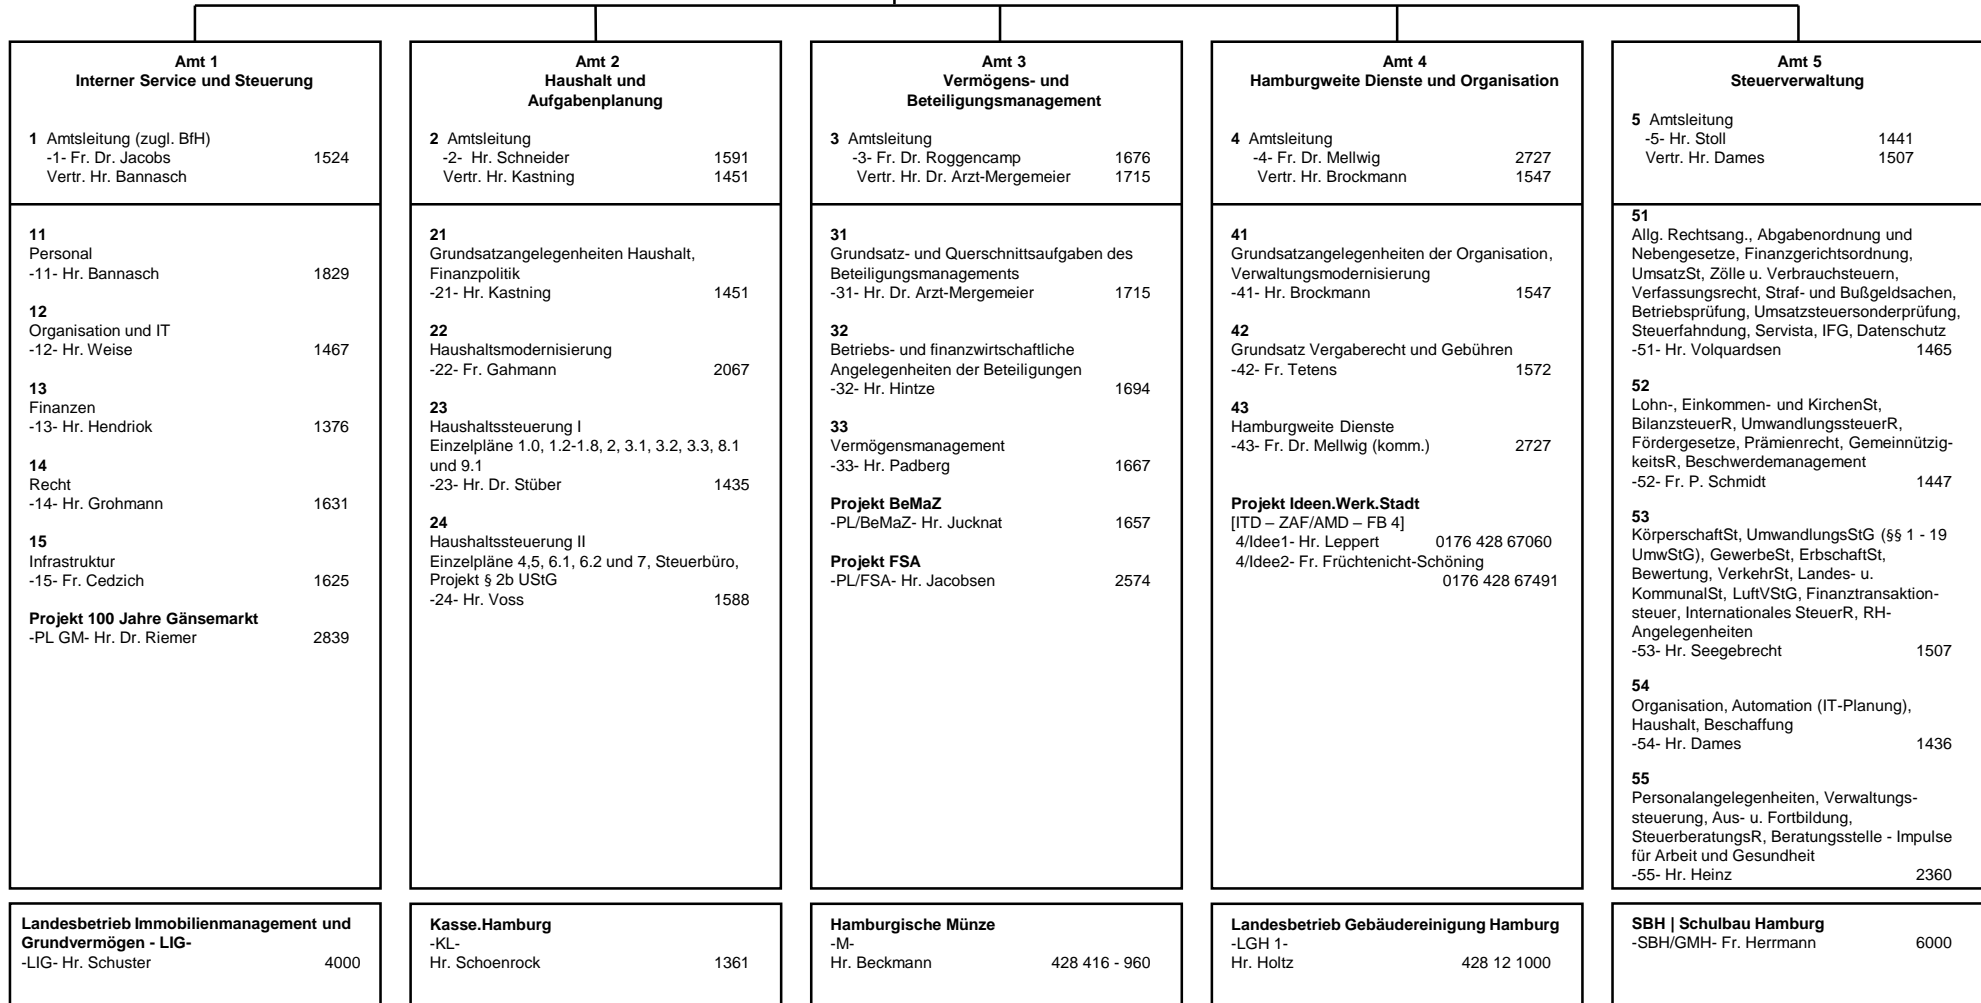 Amt 1
Interner Service und Steuerung
1 Amtsleitung (zugl. BfH)
-1- Fr. Dr. Jacobs 1524
Vertr. Hr. Bannasch
11
Personal
-11- Hr. Bannasch 1829
12
Organisation und IT
-12- Hr. Weise 1467
13
Finanzen
-13- Hr. Hendriok 1376
14
Recht
-14- Hr. Grohmann 1631
15
Infrastruktur
-15- Fr. Cedzich 1625
Projekt 100 Jahre Gänsemarkt
-PL GM- Hr. Dr. Riemer 2839
Landesbetrieb Immobilienmanagement und
Grundvermögen - LIG-
-LIG- Hr. Schuster 4000
Amt 2
Haushalt und
Aufgabenplanung
2 Amtsleitung
-2- Hr. Schneider 1591
Vertr. Hr. Kastning 1451
21
Grundsatzangelegenheiten Haushalt,
Finanzpolitik
-21- Hr. Kastning 1451
22
Haushaltsmodernisierung
-22- Fr. Gahmann 2067
23
Haushaltssteuerung I
Einzelpläne 1.0, 1.2-1.8, 2, 3.1, 3.2, 3.3, 8.1
und 9.1
-23- Hr. Dr. Stüber 1435
24
Haushaltssteuerung II
Einzelpläne 4,5, 6.1, 6.2 und 7, Steuerbüro,
Projekt § 2b UStG
-24- Hr. Voss 1588
Kasse.Hamburg
-KL-
Hr. Schoenrock 1361
Amt 3
Vermögens- und
Beteiligungsmanagement
3 Amtsleitung
-3- Fr. Dr. Roggencamp 1676
Vertr. Hr. Dr. Arzt-Mergemeier 1715
31
Grundsatz- und Querschnittsaufgaben des
Beteiligungsmanagements
-31- Hr. Dr. Arzt-Mergemeier 1715
32
Betriebs- und finanzwirtschaftliche
Angelegenheiten der Beteiligungen
-32- Hr. Hintze 1694
33
Vermögensmanagement
-33- Hr. Padberg 1667
Projekt BeMaZ
-PL/BeMaZ- Hr. Jucknat 1657
Projekt FSA
-PL/FSA- Hr. Jacobsen 2574
Hamburgische Münze
-M-
Hr. Beckmann 428 416 - 960
Amt 4
Hamburgweite Dienste und Organisation
4 Amtsleitung
-4- Fr. Dr. Mellwig 2727
Vertr. Hr. Brockmann 1547
41
Grundsatzangelegenheiten der Organisation,
Verwaltungsmodernisierung
-41- Hr. Brockmann 1547
42
Grundsatz Vergaberecht und Gebühren
-42- Fr. Tetens 1572
43
Hamburgweite Dienste
-43- Fr. Dr. Mellwig (komm.) 2727
Projekt Ideen.Werk.Stadt
[ITD – ZAF/AMD – FB 4]
4/Idee1- Hr. Leppert 0176 428 67060
4/Idee2- Fr. Früchtenicht-Schöning
0176 428 67491
Landesbetrieb Gebäudereinigung Hamburg
-LGH 1-
Hr. Holtz 428 12 1000
Amt 5
Steuerverwaltung
5 Amtsleitung
-5- Hr. Stoll 1441
Vertr. Hr. Dames 1507
51
Allg. Rechtsang., Abgabenordnung und
Nebengesetze, Finanzgerichtsordnung,
UmsatzSt, Zölle u. Verbrauchsteuern,
Verfassungsrecht, Straf- und Bußgeldsachen,
Betriebsprüfung, Umsatzsteuersonderprüfung,
Steuerfahndung, Servista, IFG, Datenschutz
-51- Hr. Volquardsen 1465
52
Lohn-, Einkommen- und KirchenSt,
BilanzsteuerR, UmwandlungssteuerR,
Fördergesetze, Prämienrecht, Gemeinnützig-
keitsR, Beschwerdemanagement
-52- Fr. P. Schmidt 1447
53
KörperschaftSt, UmwandlungsStG (§§ 1 - 19
UmwStG), GewerbeSt, ErbschaftSt,
Bewertung, VerkehrSt, Landes- u.
KommunalSt, LuftVStG, Finanztransaktion-
steuer, Internationales SteuerR, RH-
Angelegenheiten
-53- Hr. Seegebrecht 1507
54
Organisation, Automation (IT-Planung),
Haushalt, Beschaffung
-54- Hr. Dames 1436
55
Personalangelegenheiten, Verwaltungs-
steuerung, Aus- u. Fortbildung,
SteuerberatungsR, Beratungsstelle - Impulse
für Arbeit und Gesundheit
-55- Hr. Heinz 2360
SBH | Schulbau Hamburg
-SBH/GMH- Fr. Herrmann 6000